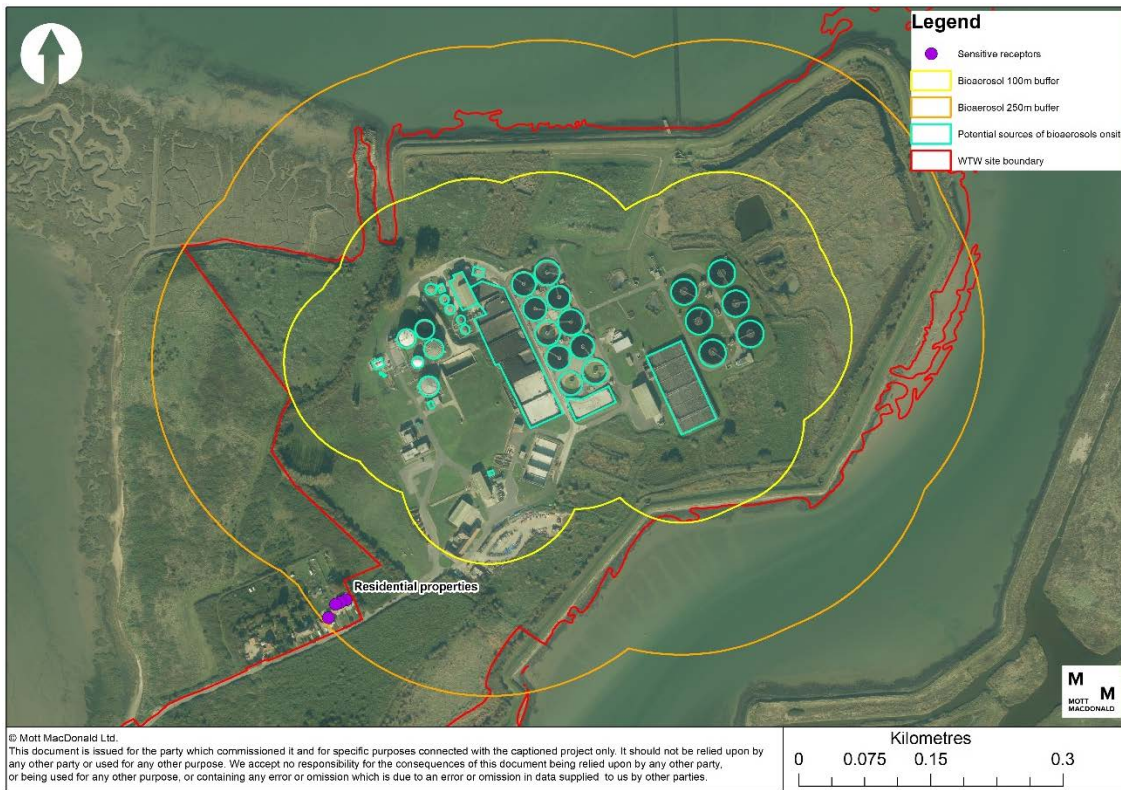 Legend
Sensitive receptors
Bioaerosol 100m buffer
Bioaerosol 250m buffer
Potential sources of bioaerosols onsite
WTW site boundary
Residential properties
M
M
MOTT
MACDONALD
© Mott MacDonald Ltd.
This document is issued for the party which commissioned it and for specific purposes connected with the captioned project only. It should not be relied upon by
any other party or used for any other purpose. We accept no responsibility for the consequences of this document being relied upon by any other party,
or being used for any other purpose, or containing any error or omission which is due to an error or omission in data supplied to us by other parties.
Kilometres
0 0.075 0.15 0.3